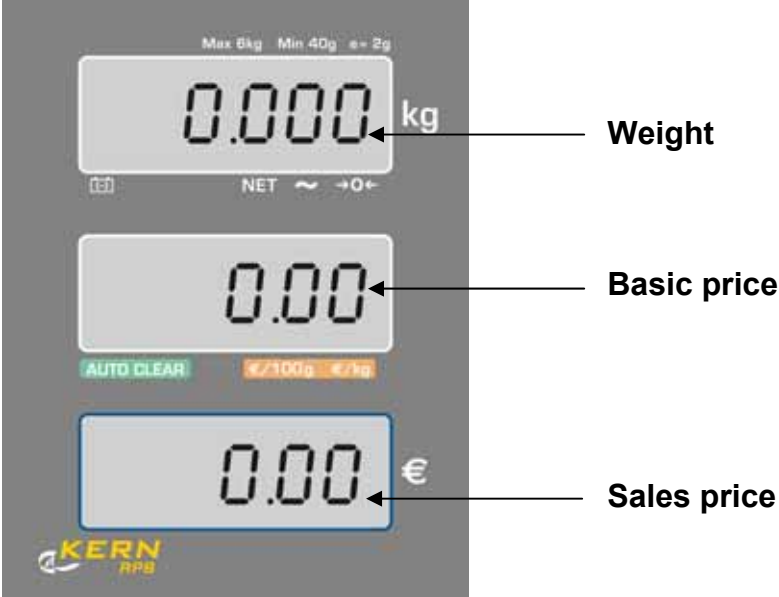 Max 6kg Min 40g e= 2g
0.000 kg
Weight
NET ~ →0←
0.00
Basic price
AUTO CLEAR €/100g €/kg
0.00 €
Sales price
KERN
RPB